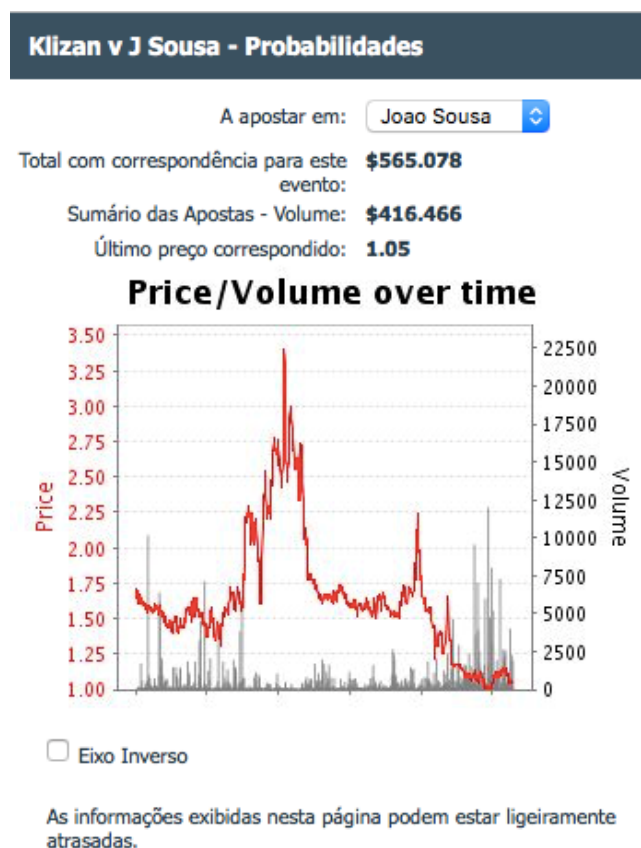 Klizan v J Sousa - Probabilidades
A apostar em: Joao Sousa
Total com correspondência para este $565.078
evento:
Sumário das Apostas - Volume: $416.466
Último preço correspondido: 1.05
Price/Volume over time
3.50
3.25
3.00
2.75
2.50
2.25
2.00
1.75
1.50
1.25
1.00
Price
22500
20000
17500
15000
12500
10000
7500
5000
2500
0
Volume
Eixo Inverso
As informações exibidas nesta página podem estar ligeiramente
atrasadas.